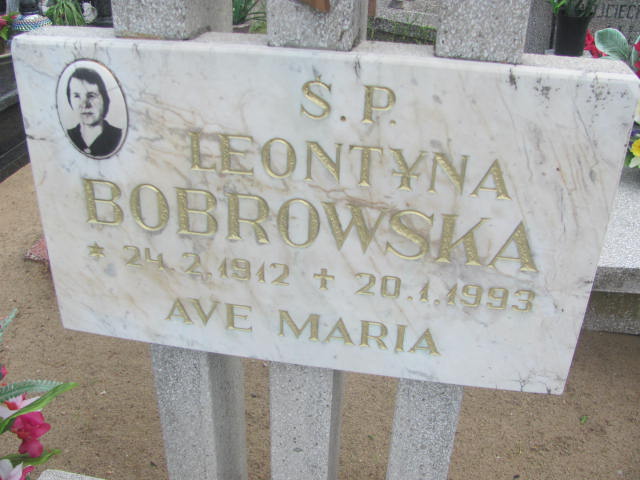 Ś.P.
LEONTYNA
BOBROWSKA
* 24.2.1912 + 20.1.1993
AVE MARIA